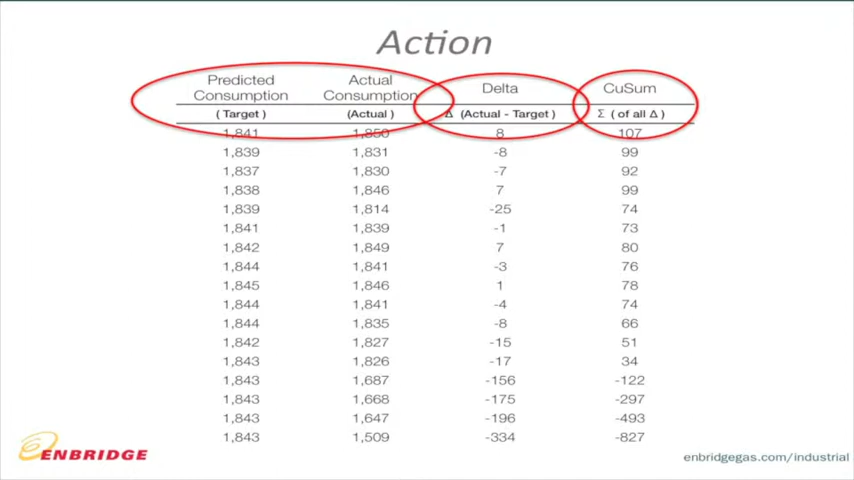 Action
Predicted Consumption Actual Consumption Delta CuSum
( Target ) (Actual ) Δ (Actual - Target ) Σ ( of all Δ )
1,841 1,850 8 107
1,839 1,831 -8 99
1,837 1,830 -7 92
1,838 1,846 7 99
1,839 1,814 -25 74
1,841 1,839 -1 73
1,842 1,849 7 80
1,844 1,841 -3 76
1,845 1,846 1 78
1,844 1,841 -4 74
1,844 1,835 -8 66
1,842 1,827 -15 51
1,843 1,826 -17 34
1,843 1,687 -156 -122
1,843 1,668 -175 -297
1,843 1,647 -196 -493
1,843 1,509 -334 -827
ENBRIDGE
enbridgegas.com/industrial